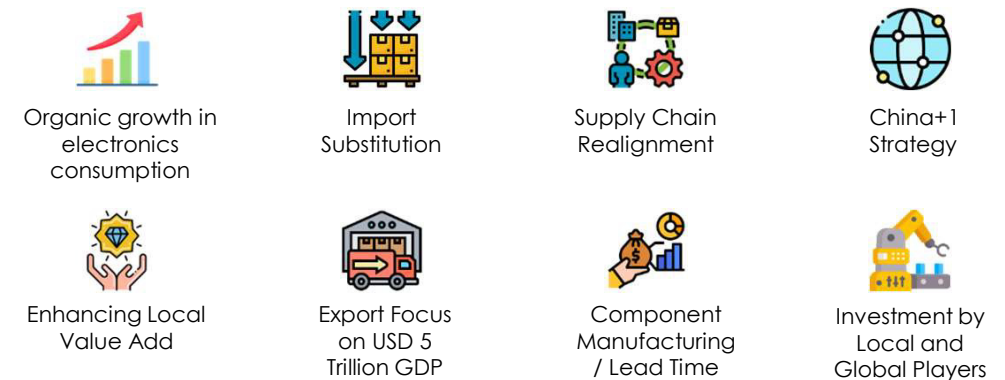 Organic growth in
electronics
consumption
Import
Substitution
Supply Chain
Realignment
China+1
Strategy
Enhancing Local
Value Add
Export Focus
on USD 5
Trillion GDP
Component
Manufacturing
/ Lead Time
Investment by
Local and
Global Players